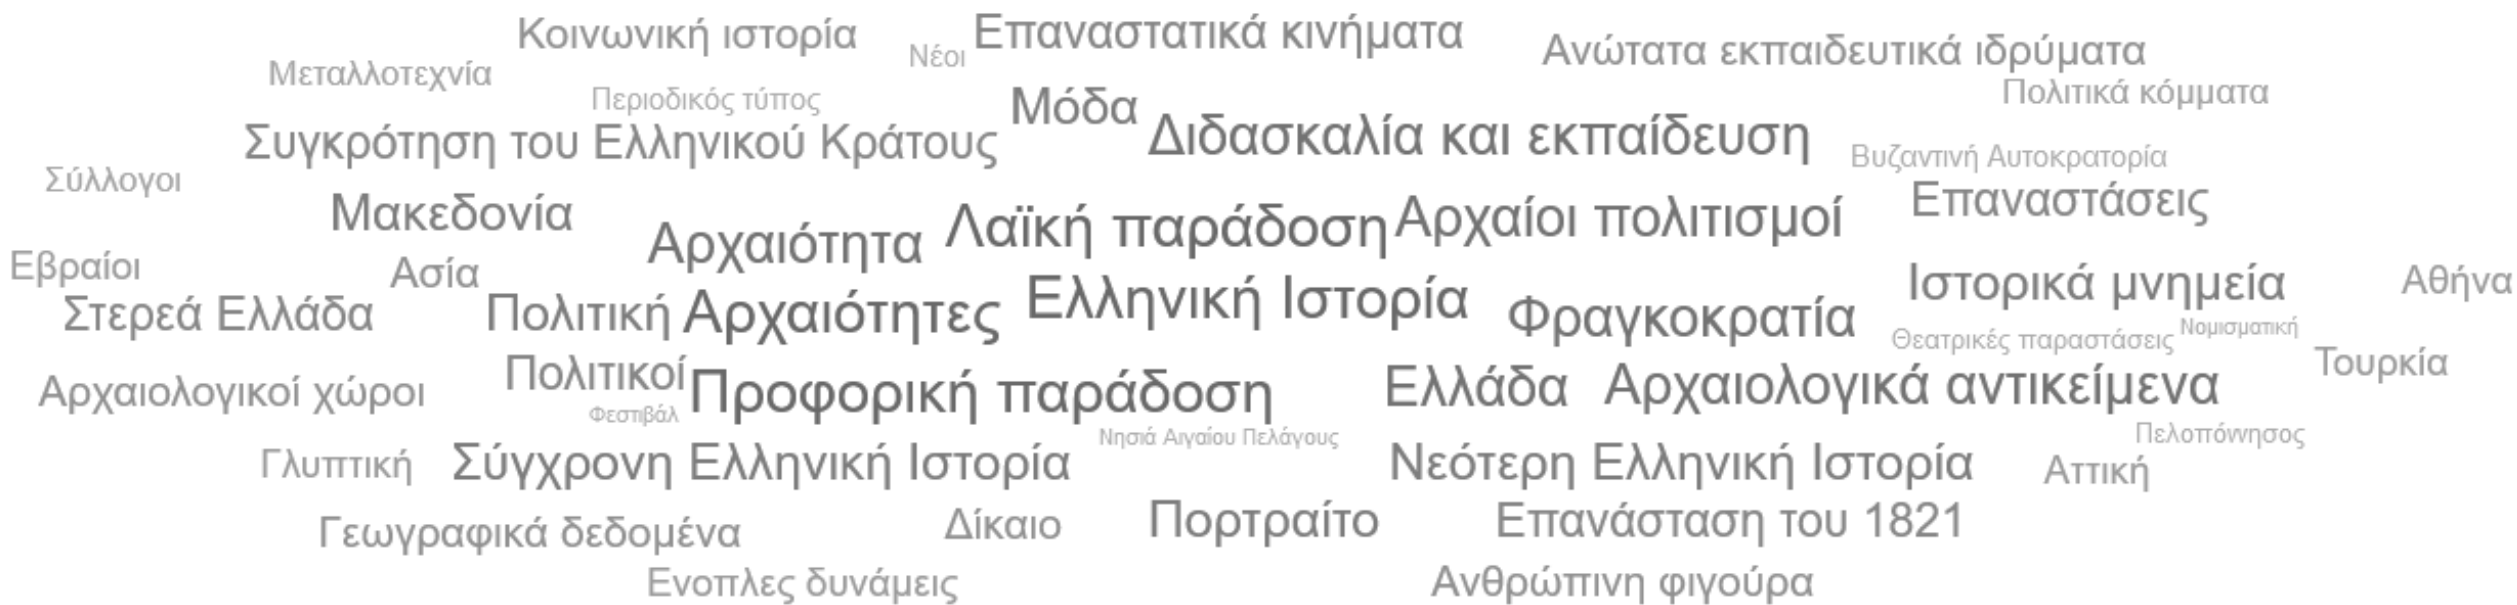 Κοινωνική ιστορία Νέοι Επαναστατικά κινήματα Ανώτατα εκπαιδευτικά ιδρύματα
Μεταλλοτεχνία Περιοδικός τύπος Μόδα Πολιτικά κόμματα
Συγκρότηση του Ελληνικού Κράτους Διδασκαλία και εκπαίδευση Βυζαντινή Αυτοκρατορία
Σύλλογοι Μακεδονία Αρχαιότητα Λαϊκή παράδοση Αρχαίοι πολιτισμοί Επαναστάσεις
Εβραίοι Ασία Ιστορικά μνημεία Αθήνα
Στερεά Ελλάδα Πολιτική Αρχαιότητες Ελληνική Ιστορία Φραγκοκρατία Θεατρικές παραστάσεις Νομισματική
Αρχαιολογικοί χώροι Πολιτικοί Προφορική παράδοση Ελλάδα Αρχαιολογικά αντικείμενα Τουρκία
Φεστιβάλ Νησιά Αιγαίου Πελάγους Πελοπόννησος
Γλυπτική Σύγχρονη Ελληνική Ιστορία Νεότερη Ελληνική Ιστορία Αττική
Γεωγραφικά δεδομένα Δίκαιο Πορτραίτο Επανάσταση του 1821
Ενοπλες δυνάμεις Ανθρώπινη φιγούρα